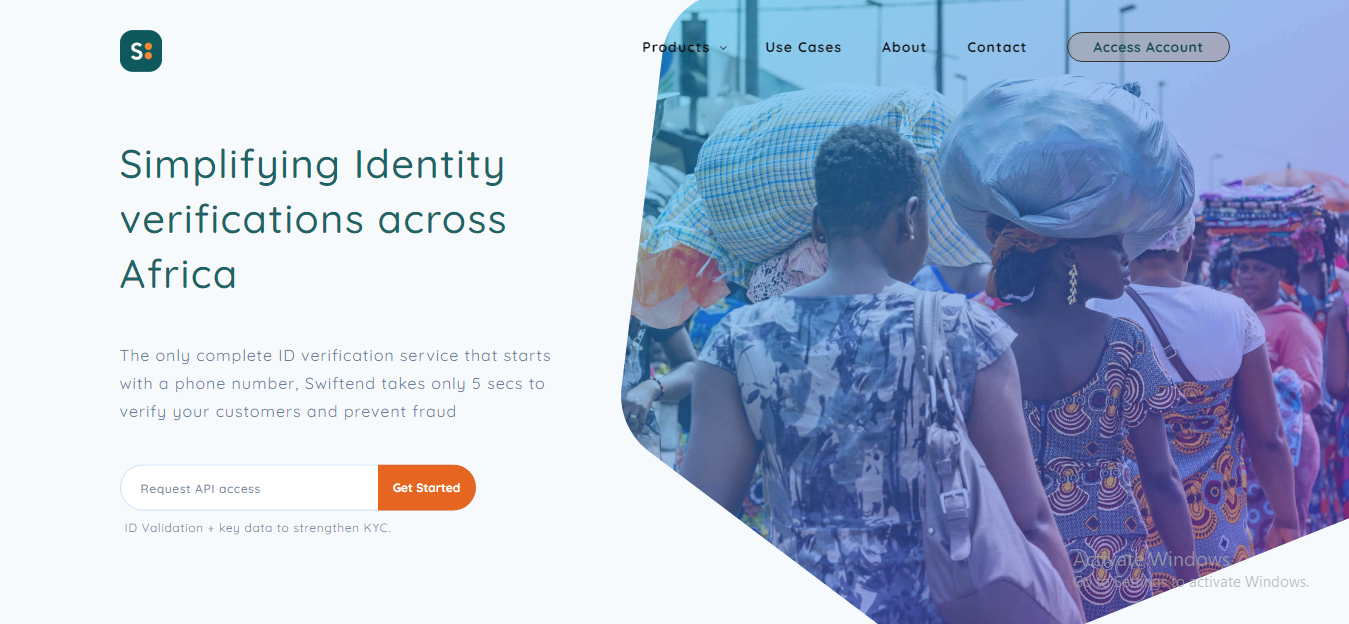 S:
Products Use Cases About Contact Access Account
Simplifying Identity
verifications across
Africa
The only complete ID verification service that starts
with a phone number, Swiftend takes only 5 secs to
verify your customers and prevent fraud
Request API access Get Started
ID Validation + key data to strengthen KYC.
Activate Windows
Go to Settings to activate Windows.